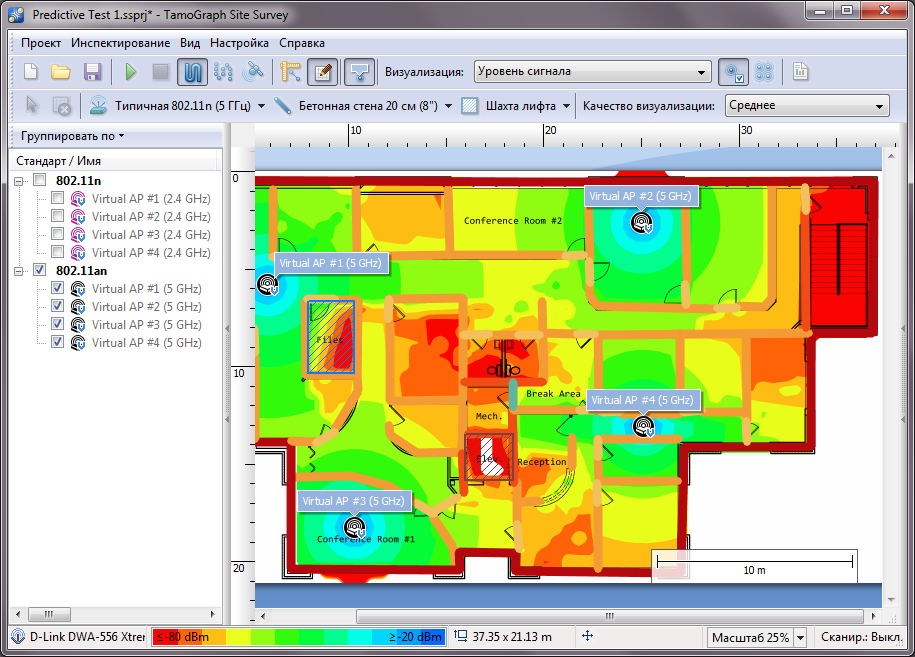 Predictive Test 1.ssprj* - TamoGraph Site Survey
Проект Инспектирование Вид Настройка Справка
Визуализация: Уровень сигнала
Типичная 802.11n (5 ГГц) Бетонная стена 20 см (8") Шахта лифта Качество визуализации: Среднее
Группировать по
Стандарт / Имя
802.11n
Virtual AP #1 (2.4 GHz)
Virtual AP #2 (2.4 GHz)
Virtual AP #3 (2.4 GHz)
Virtual AP #4 (2.4 GHz)
802.11an
Virtual AP #1 (5 GHz)
Virtual AP #2 (5 GHz)
Virtual AP #3 (5 GHz)
Virtual AP #4 (5 GHz)
10 20 30
0
10
20
Virtual AP #2 (5 GHz)
Conference Room #2
Virtual AP #1 (5 GHz)
Files
Break Area
Virtual AP #4 (5 GHz)
Mech.
Elev.
Reception
Virtual AP #3 (5 GHz)
Conference Room #1
10 m
D-Link DWA-556 Xtrem ≤-80 dBm ≥-20 dBm 37.35 x 21.13 m Масштаб 25% Сканир.: Выкл.